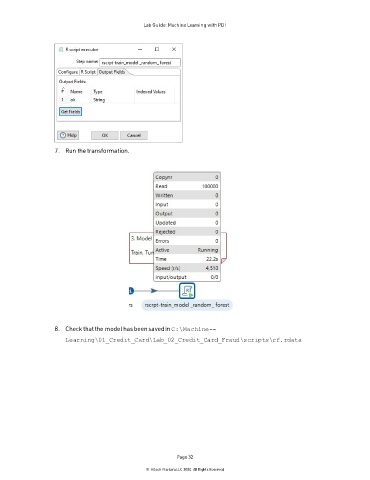 Lab Guide: Machine Learning with PDI
R script executor
Step name rscrpt-train_model_random_forest
Configure R Script Output Fields
Output Fields
# Name Type Indexed Values
1 ok String
Get Fields
Help OK Cancel
7. Run the transformation.
Copynr 0
Read 100000
Written 0
Input 0
Output 0
Updated 0
Rejected 0
3. Model
Errors 0
Train. Tun
Active Running
Time 22.2s
Speed (r/s) 4,510
input/output 0/0
rs rscrpt-train_model_random_forest
8. Check that the model has been saved in C:\Machine--
Learning\01_Credit_Card\Lab_02_Credit_Card_Fraud\scripts\rf.rdata
Page 32
© Hitachi Vantara LLC 2020. All Rights Reserved